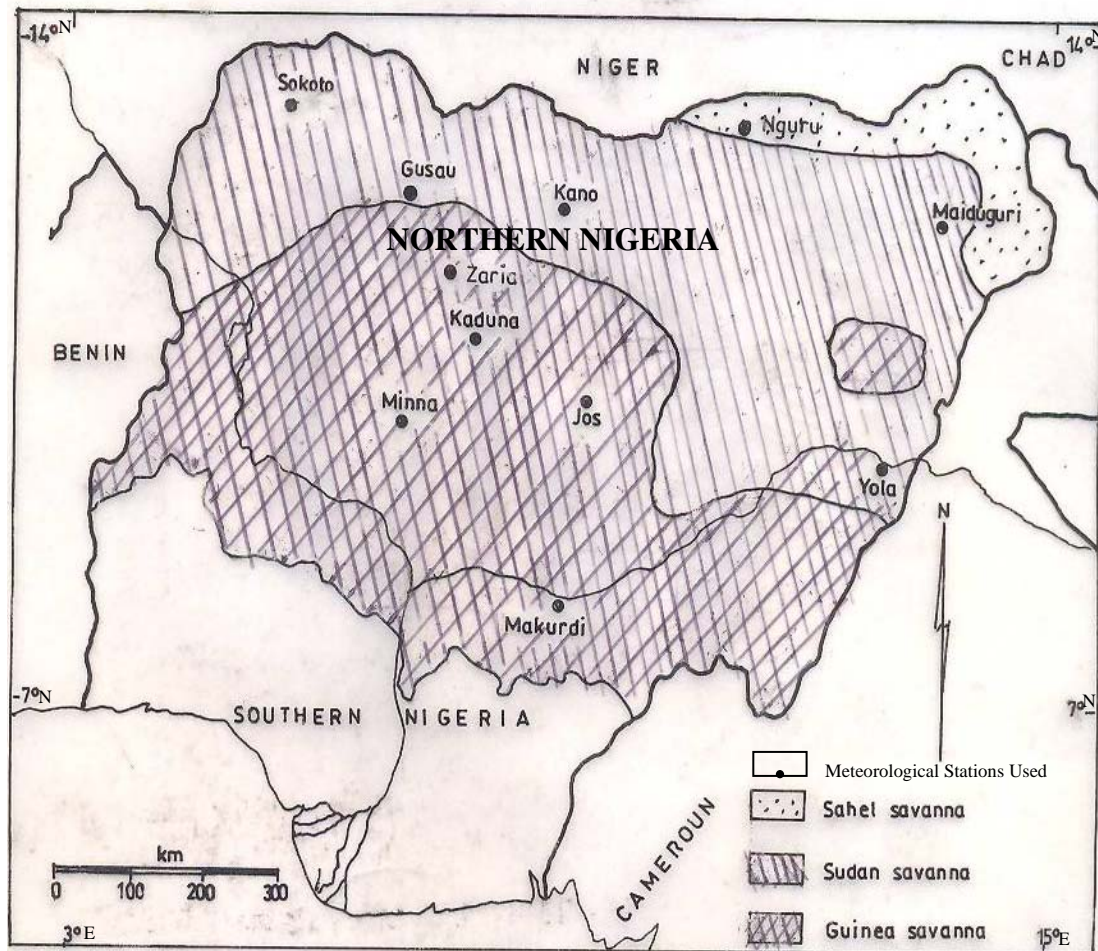 -14°N
14°N
NIGER
CHAD
Sokoto
Nguru
Gusau
Kano
Maiduguri
NORTHERN NIGERIA
Zaria
Kaduna
BENIN
Minna
Jos
Yola
N
Makurdi
-7°N
7°N
SOUTHERN NIGERIA
Meteorological Stations Used
Sahel savanna
km
0 100 200 300
CAMEROUN
Sudan savanna
Guinea savanna
3°E
15°E